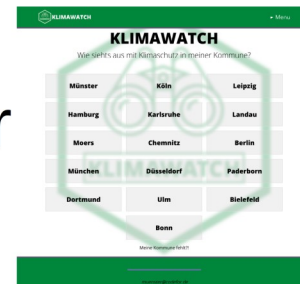 KLIMAWATCH
Menu
KLIMAWATCH
Wie siehts aus mit Klimaschutz in meiner Kommune?
Münster Köln Leipzig
Hamburg Karlsruhe Landau
Moers Chemnitz Berlin
KLIMAWATCH
München Düsseldorf Paderborn
Dortmund Ulm Bielefeld
Bonn
Meine Kommune fehlt?!
r